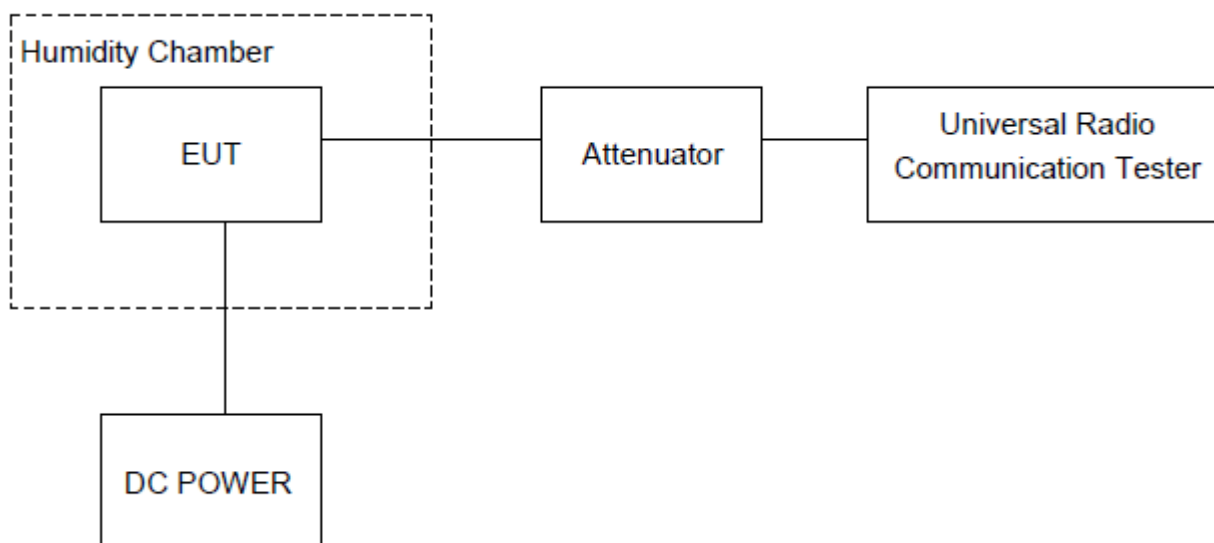 Humidity Chamber
EUT
Attenuator
Universal Radio
Communication Tester
DC POWER